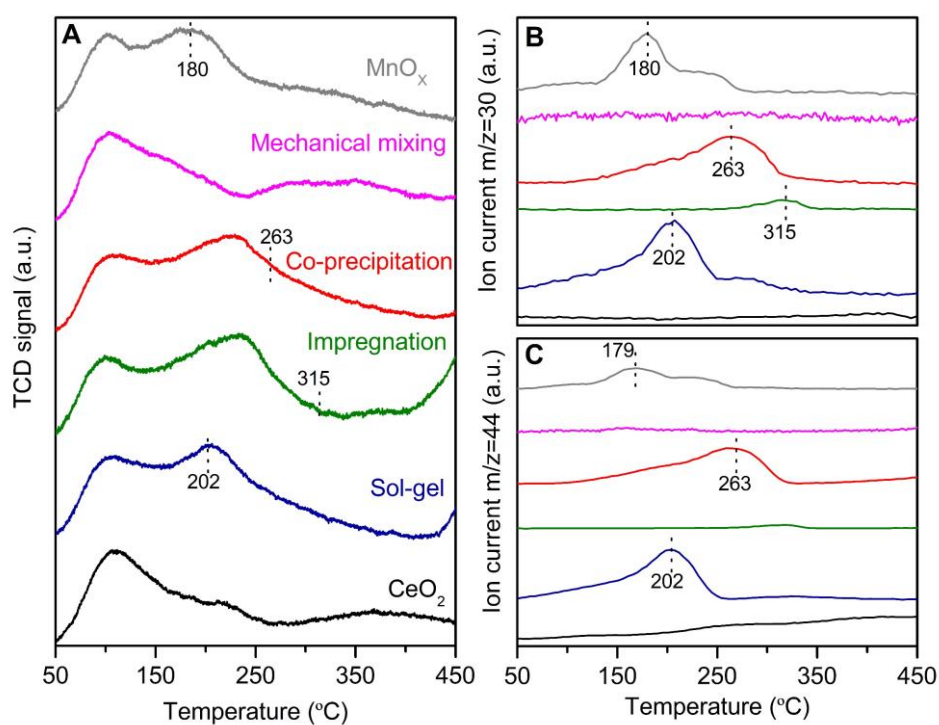 A
180
MnOₓ
Mechanical mixing
263
Co-precipitation
Impregnation
315
202
Sol-gel
CeO₂
TCD signal (a.u.)
50 150 250 350 450
Temperature (°C)
B
180
263
315
202
Ion current m/z=30 (a.u.)
C
179
263
202
Ion current m/z=44 (a.u.)
50 150 250 350 450
Temperature (°C)